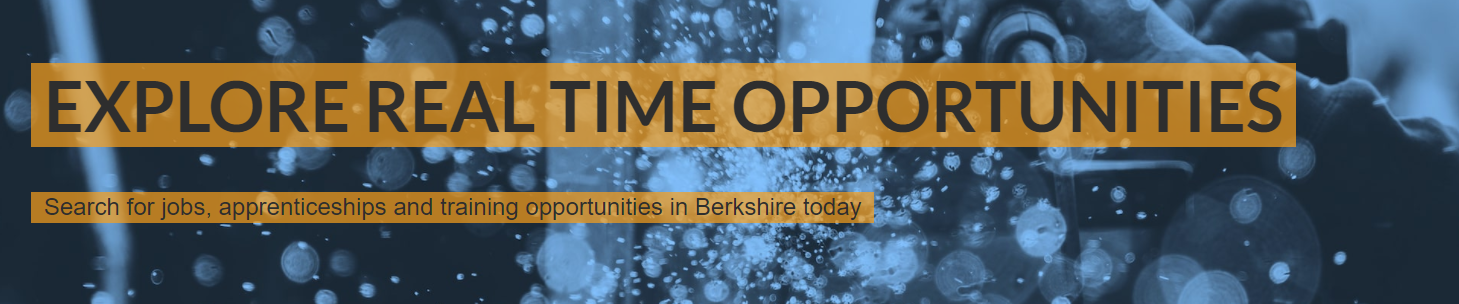 EXPLORE REAL TIME OPPORTUNITIES
Search for jobs, apprenticeships and training opportunities in Berkshire today